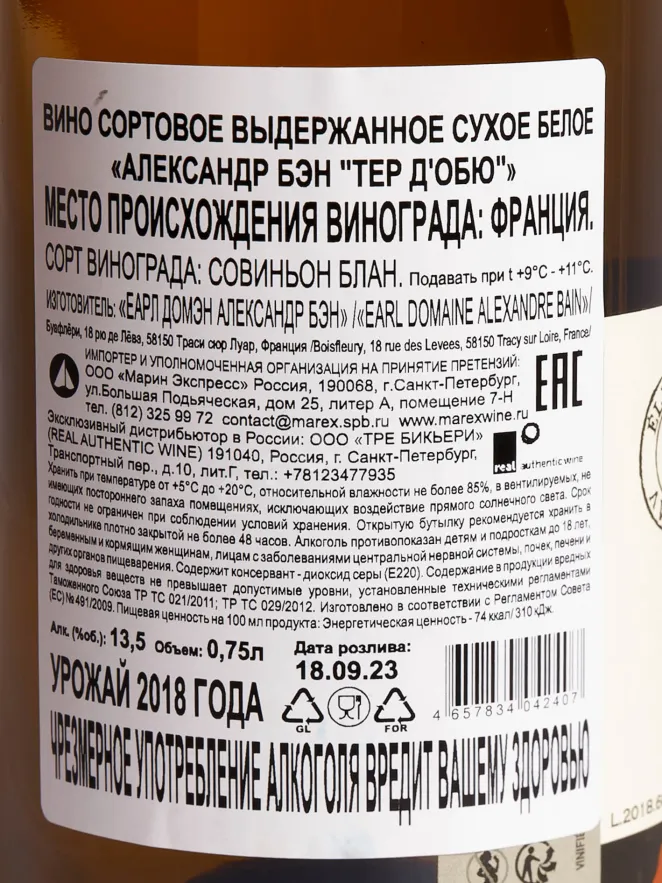 ВИНО СОРТОВОЕ ВЫДЕРЖАННОЕ СУХОЕ БЕЛОЕ
«АЛЕКСАНДР БЭН "ТЕР Д'ОБЮ"»
МЕСТО ПРОИСХОЖДЕНИЯ ВИНОГРАДА: ФРАНЦИЯ.
СОРТ ВИНОГРАДА: СОВИНЬОН БЛАН. Подавать при t +9°C - +11°C.
ИЗГОТОВИТЕЛЬ: «ЕАРЛ ДОМЭН АЛЕКСАНДР БЭН» /«EARL DOMAINE ALEXANDRE BAIN»/
Буафлёри, 18 рю де Лёвэ, 58150 Траси сюр Луар, Франция /Boisfleury, 18 rue des Levees, 58150 Tracy sur Loire, France/
ИМПОРТЕР И УПОЛНОМОЧЕННАЯ ОРГАНИЗАЦИЯ НА ПРИНЯТИЕ ПРЕТЕНЗИЙ:
ООО «Марин Экспресс» Россия, 190068, г.Санкт-Петербург,
ул.Большая Подьяческая, дом 25, литер А, помещение 7-Н
тел. (812) 325 99 72 contact@marex.spb.ru www.marexwine.ru
EAC
Эксклюзивный дистрибьютор в России: ООО «ТРЕ БИКЬЕРИ»
(REAL AUTHENTIC WINE) 191040, Россия, г. Санкт-Петербург,
Транспортный пер., д.10, лит.Г, тел.: +78123477935
real authentic wine
Хранить при температуре от +5°C до +20°C, относительной влажности не более 85%, в вентилируемых, не
имеющих постороннего запаха помещениях, исключающих воздействие прямого солнечного света. Срок
годности не ограничен при соблюдении условий хранения. Открытую бутылку рекомендуется хранить в
холодильнике плотно закрытой не более 48 часов. Алкоголь противопоказан детям и подросткам до 18 лет,
беременным и кормящим женщинам, лицам с заболеваниями центральной нервной системы, почек, печени и
других органов пищеварения. Содержит консервант - диоксид серы (Е220). Содержание в продукции вредных
для здоровья веществ не превышает допустимые уровни, установленные техническими регламентами
Таможенного Союза ТР ТС 021/2011; ТР ТС 029/2012. Изготовлено в соответствии с Регламентом Совета
(ЕС) № 491/2009. Пищевая ценность на 100 мл продукта: Энергетическая ценность - 74 ккал/ 310 кДж.
Алк. (%об.): 13,5 Объем: 0,75л
Дата розлива:
18.09.23
УРОЖАЙ 2018 ГОДА
GL
FOR
4 657834 042407
ЧРЕЗМЕРНОЕ УПОТРЕБЛЕНИЕ АЛКОГОЛЯ ВРЕДИТ ВАШЕМУ ЗДОРОВЬЮ
L.2018.
VINIFIÉ